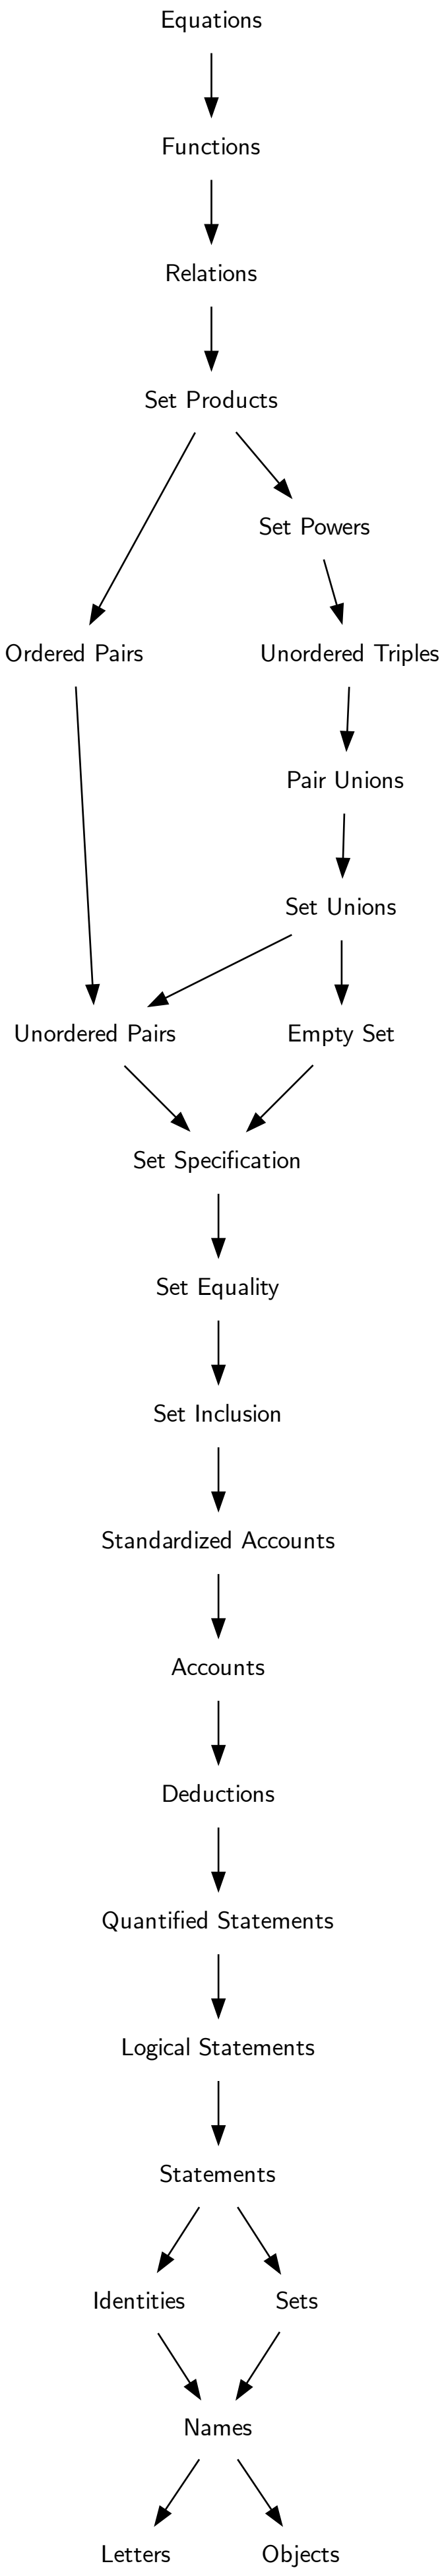 Equations
Functions
Relations
Set Products
Set Powers
Ordered Pairs
Unordered Triples
Pair Unions
Set Unions
Unordered Pairs
Empty Set
Set Specification
Set Equality
Set Inclusion
Standardized Accounts
Accounts
Deductions
Quantified Statements
Logical Statements
Statements
Identities
Sets
Names
Letters
Objects